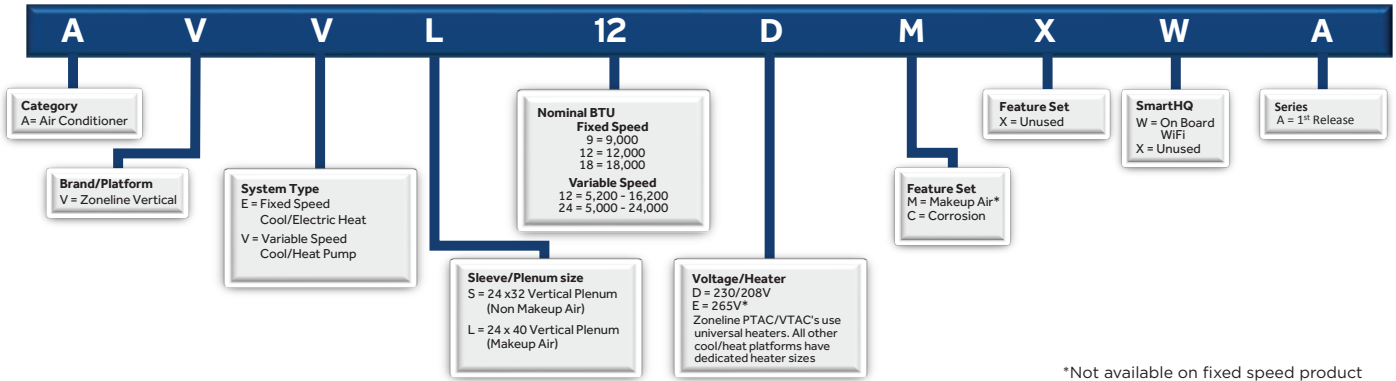 A V V L 12 D M X W A
Category
A= Air Conditioner
Brand/Platform
V = Zoneline Vertical
System Type
E = Fixed Speed
Cool/Electric Heat
V = Variable Speed
Cool/Heat Pump
Sleeve/Plenum size
S = 24 x32 Vertical Plenum
(Non Makeup Air)
L = 24 x 40 Vertical Plenum
(Makeup Air)
Nominal BTU
Fixed Speed
9 = 9,000
12 = 12,000
18 = 18,000
Variable Speed
12 = 5,200 - 16,200
24 = 5,000 - 24,000
Voltage/Heater
D = 230/208V
E = 265V*
Zoneline PTAC/VTAC's use
universal heaters. All other
cool/heat platforms have
dedicated heater sizes
Feature Set
M = Makeup Air*
C = Corrosion
Feature Set
X = Unused
SmartHQ
W = On Board
WiFi
X = Unused
Series
A = 1st Release
*Not available on fixed speed product